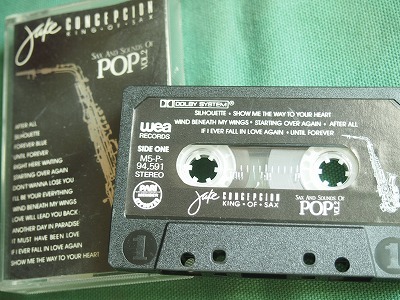 Jake CONCEPCION
KING • OF • SAX
SAX AND SOUNDS OF
POP VOL.2
AFTER ALL
SILHOUETTE
FOREVER BLUE
UNTIL FOREVER
RIGHT HERE WAITING
STARTING OVER AGAIN
DON'T WANNA LOSE YOU
I'LL BE YOUR EVERYTHING
WIND BENEATH MY WINGS
LOVE WILL LEAD YOU BACK
ANOTHER DAY IN PARADISE
IT MUST HAVE BEEN LOVE
IF I EVER FALL IN LOVE AGAIN
SHOW ME THE WAY TO YOUR HEART
DOLBY SYSTEM®
SILHOUETTE • SHOW ME THE WAY TO YOUR HEART
WIND BENEATH MY WINGS • STARTING OVER AGAIN • AFTER ALL
IF I EVER FALL IN LOVE AGAIN • UNTIL FOREVER
wea
RECORDS
SIDE ONE
M5-P-
94,591
STEREO
PARI
Jake CONCEPCION
KING • OF • SAX
SAX AND SOUNDS OF
POP VOL.2
1
1